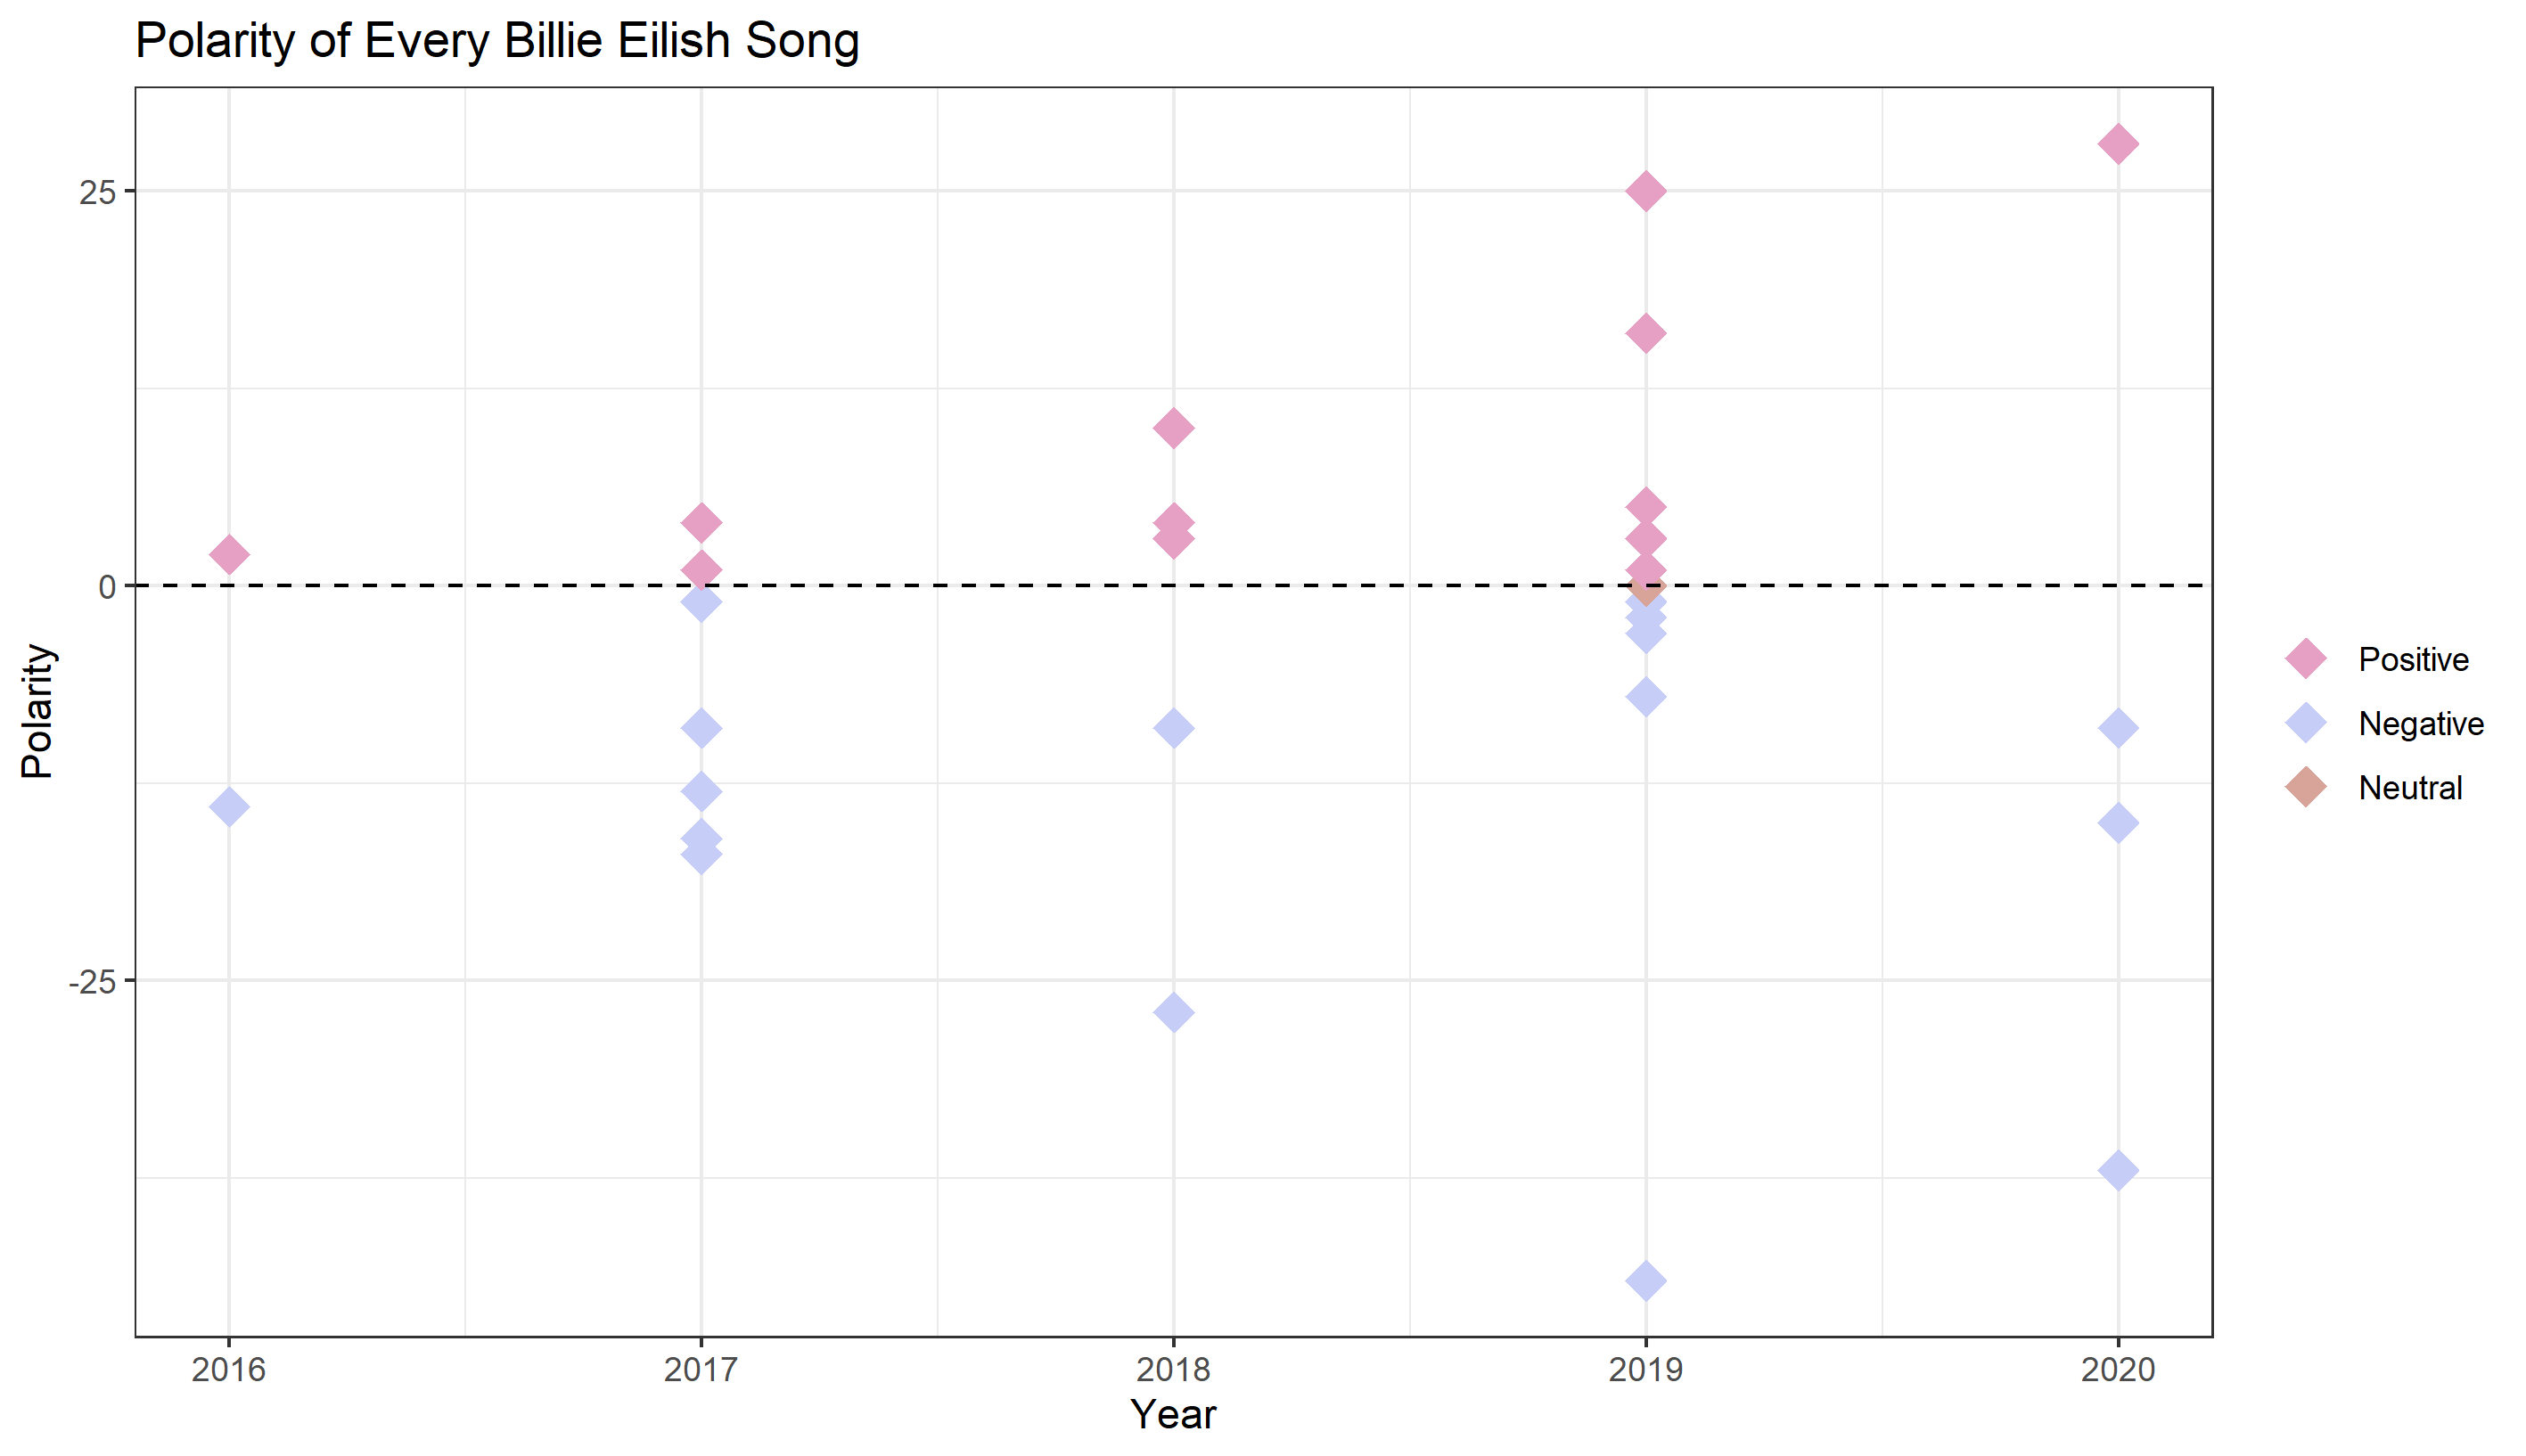 Polarity of Every Billie Eilish Song
25
0
-25
Polarity
2016 2017 2018 2019 2020
Year
Positive
Negative
Neutral